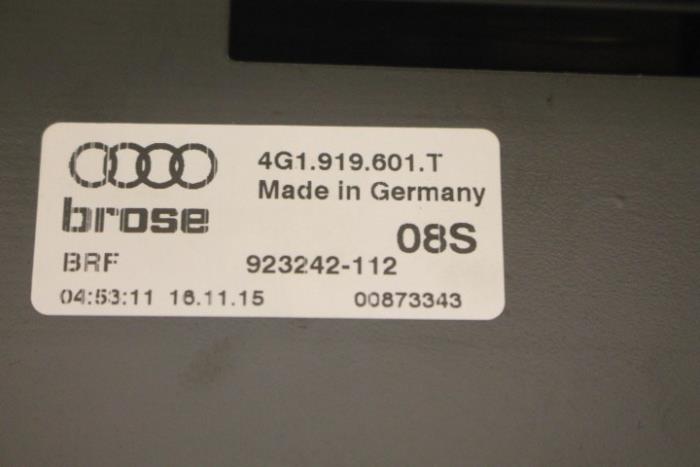 4G1.919.601.T
Made in Germany
brose
08S
BRF 923242-112
04:53:11 16.11.15 00873343